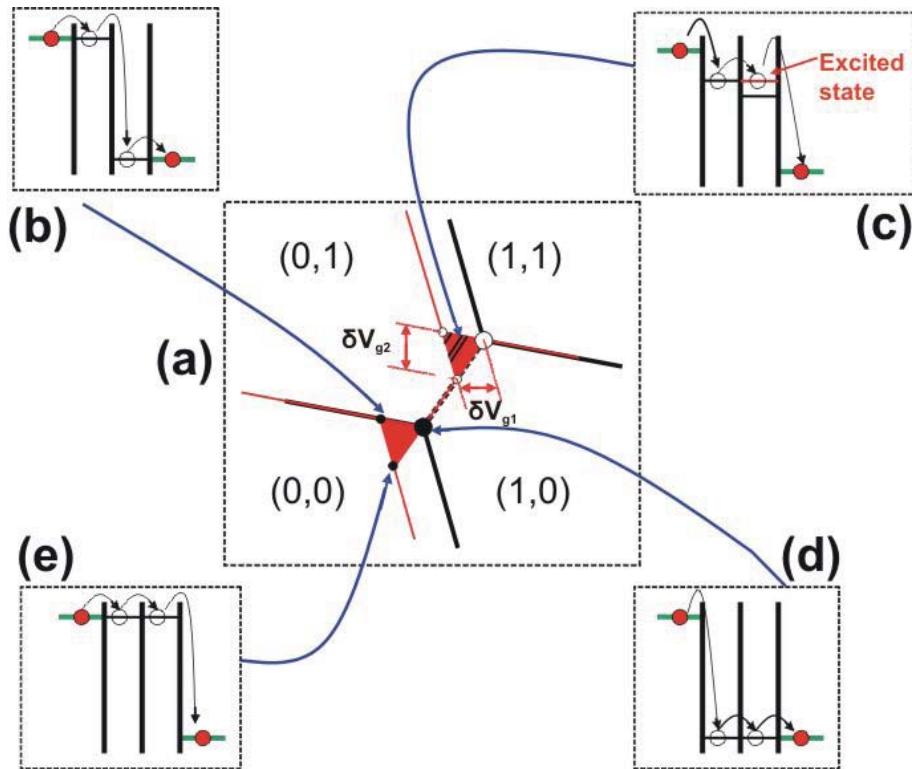 Excited
state
(b)
(c)
(0,1)
(1,1)
(a)
δVg2
δVg1
(0,0)
(1,0)
(e)
(d)